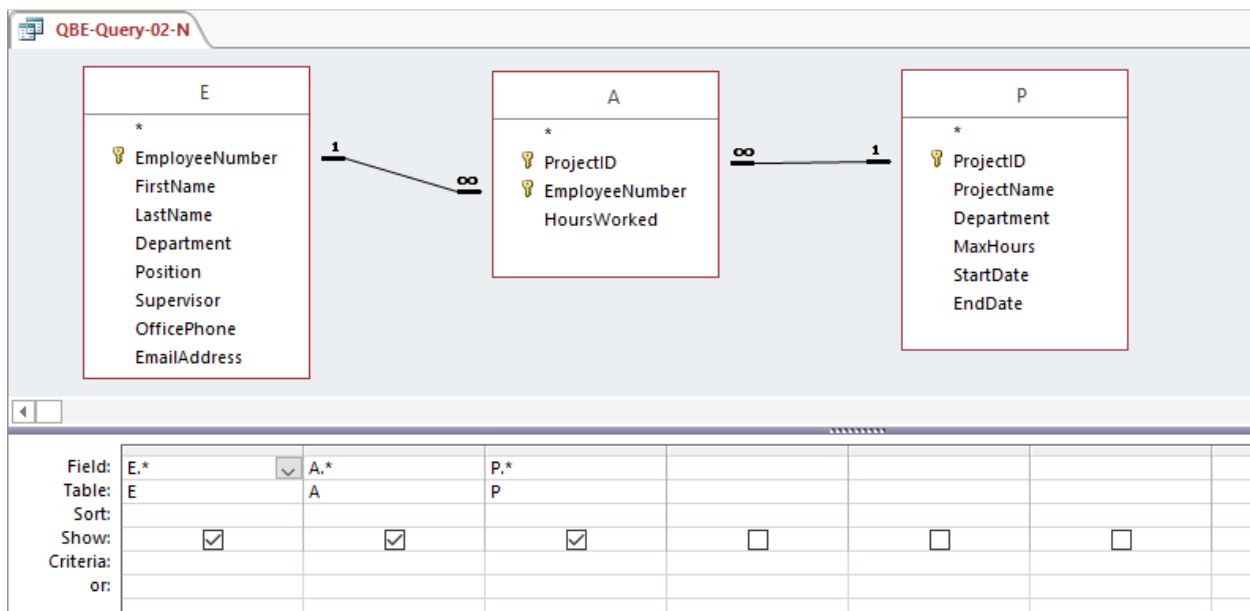 QBE-Query-02-N
E
*
EmployeeNumber
FirstName
LastName
Department
Position
Supervisor
OfficePhone
EmailAddress
1
∞
A
*
ProjectID
EmployeeNumber
HoursWorked
∞
1
P
*
ProjectID
ProjectName
Department
MaxHours
StartDate
EndDate
Field: E.* A.* P.*
Table: E A P
Sort:
Show:
Criteria:
or: